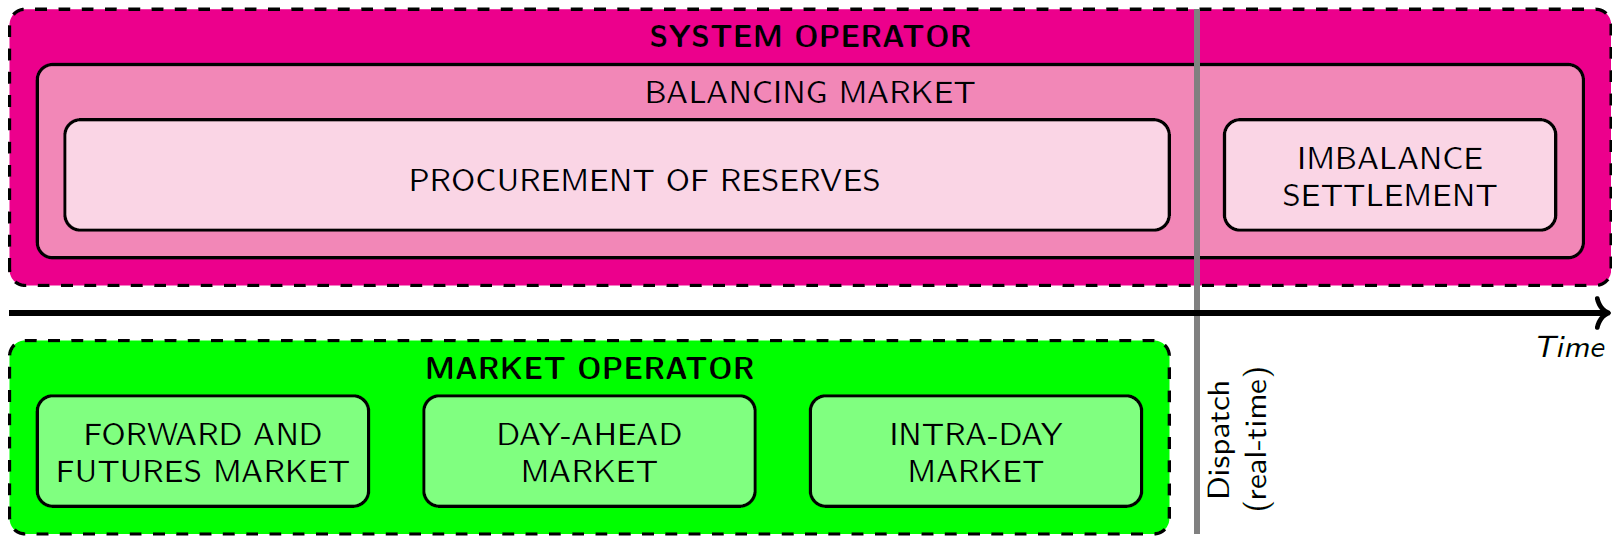 SYSTEM OPERATOR
BALANCING MARKET
PROCUREMENT OF RESERVES
IMBALANCE
SETTLEMENT
Time
MARKET OPERATOR
FORWARD AND
FUTURES MARKET
DAY-AHEAD
MARKET
INTRA-DAY
MARKET
Dispatch
(real-time)